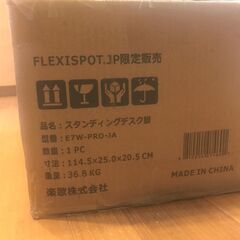 FLEXISPOT.JP限定販売
品名：スタンディングデスク脚
型番：E7W-PRO-JA
数量：1 PC
寸法：114.5×25.0×20.5 CM
重量：36.8 KG
MADE IN CHINA
楽歌株式会社